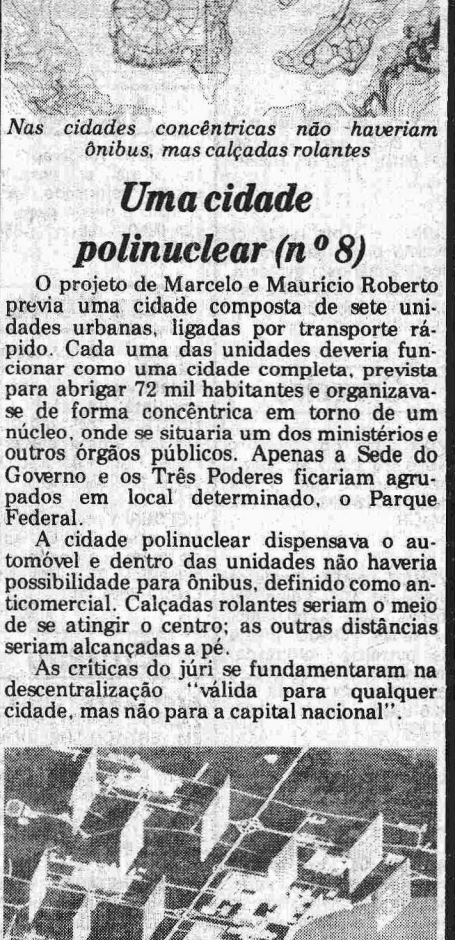 Nas cidades concêntricas não haveriam
ônibus, mas calçadas rolantes
Uma cidade
polinuclear (nº 8)
O projeto de Marcelo e Maurício Roberto
previa uma cidade composta de sete uni-
dades urbanas, ligadas por transporte rá-
pido. Cada uma das unidades deveria fun-
cionar como uma cidade completa, prevista
para abrigar 72 mil habitantes e organizava-
se de forma concêntrica em torno de um
núcleo, onde se situaria um dos ministérios e
outros órgãos públicos. Apenas a Sede do
Governo e os Três Poderes ficariam agru-
pados em local determinado, o Parque
Federal.
A cidade polinuclear dispensava o au-
tomóvel e dentro das unidades não haveria
possibilidade para ônibus, definido como an-
ticomercial. Calçadas rolantes seriam o meio
de se atingir o centro; as outras distâncias
seriam alcançadas a pé.
As críticas do júri se fundamentaram na
descentralização "válida para qualquer
cidade, mas não para a capital nacional".